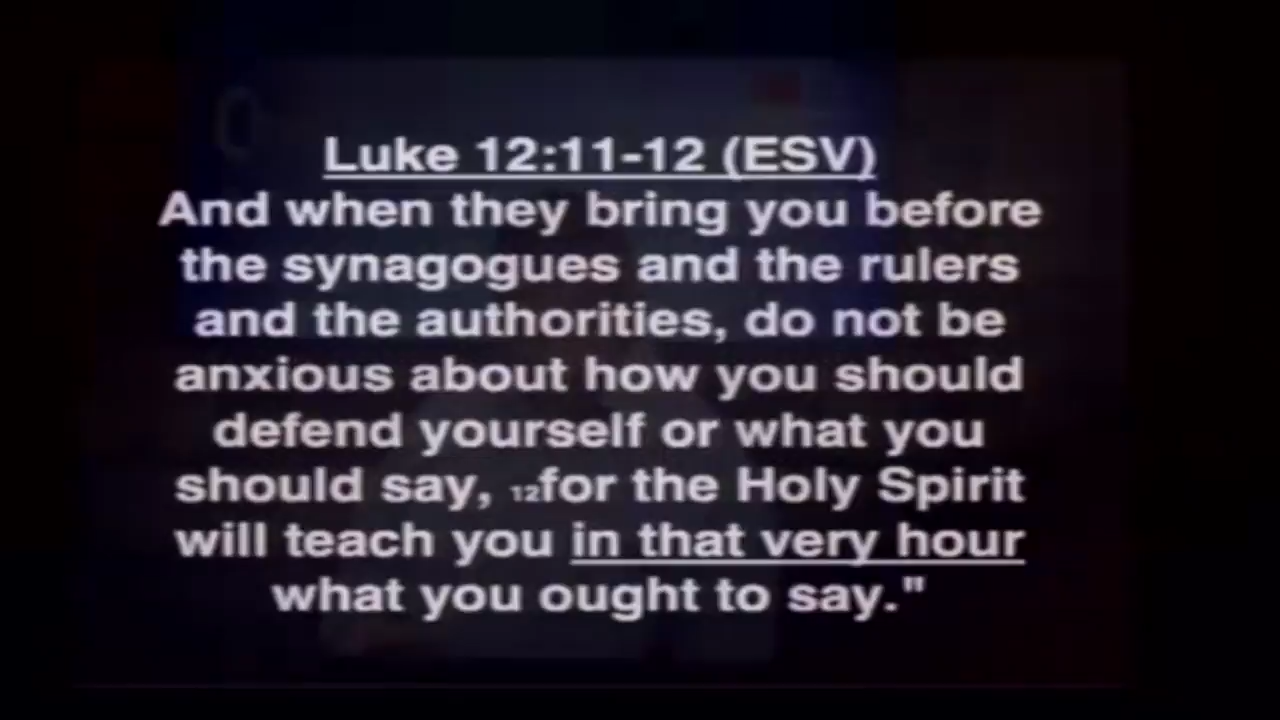 Luke 12:11-12 (ESV)
And when they bring you before
the synagogues and the rulers
and the authorities, do not be
anxious about how you should
defend yourself or what you
should say, 12for the Holy Spirit
will teach you in that very hour
what you ought to say."